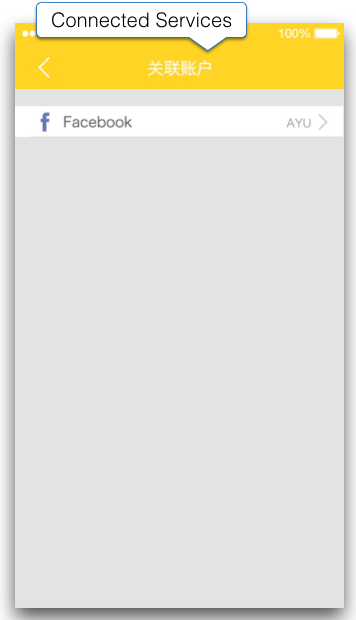 Connected Services
100%
关联账户
Facebook
AYU